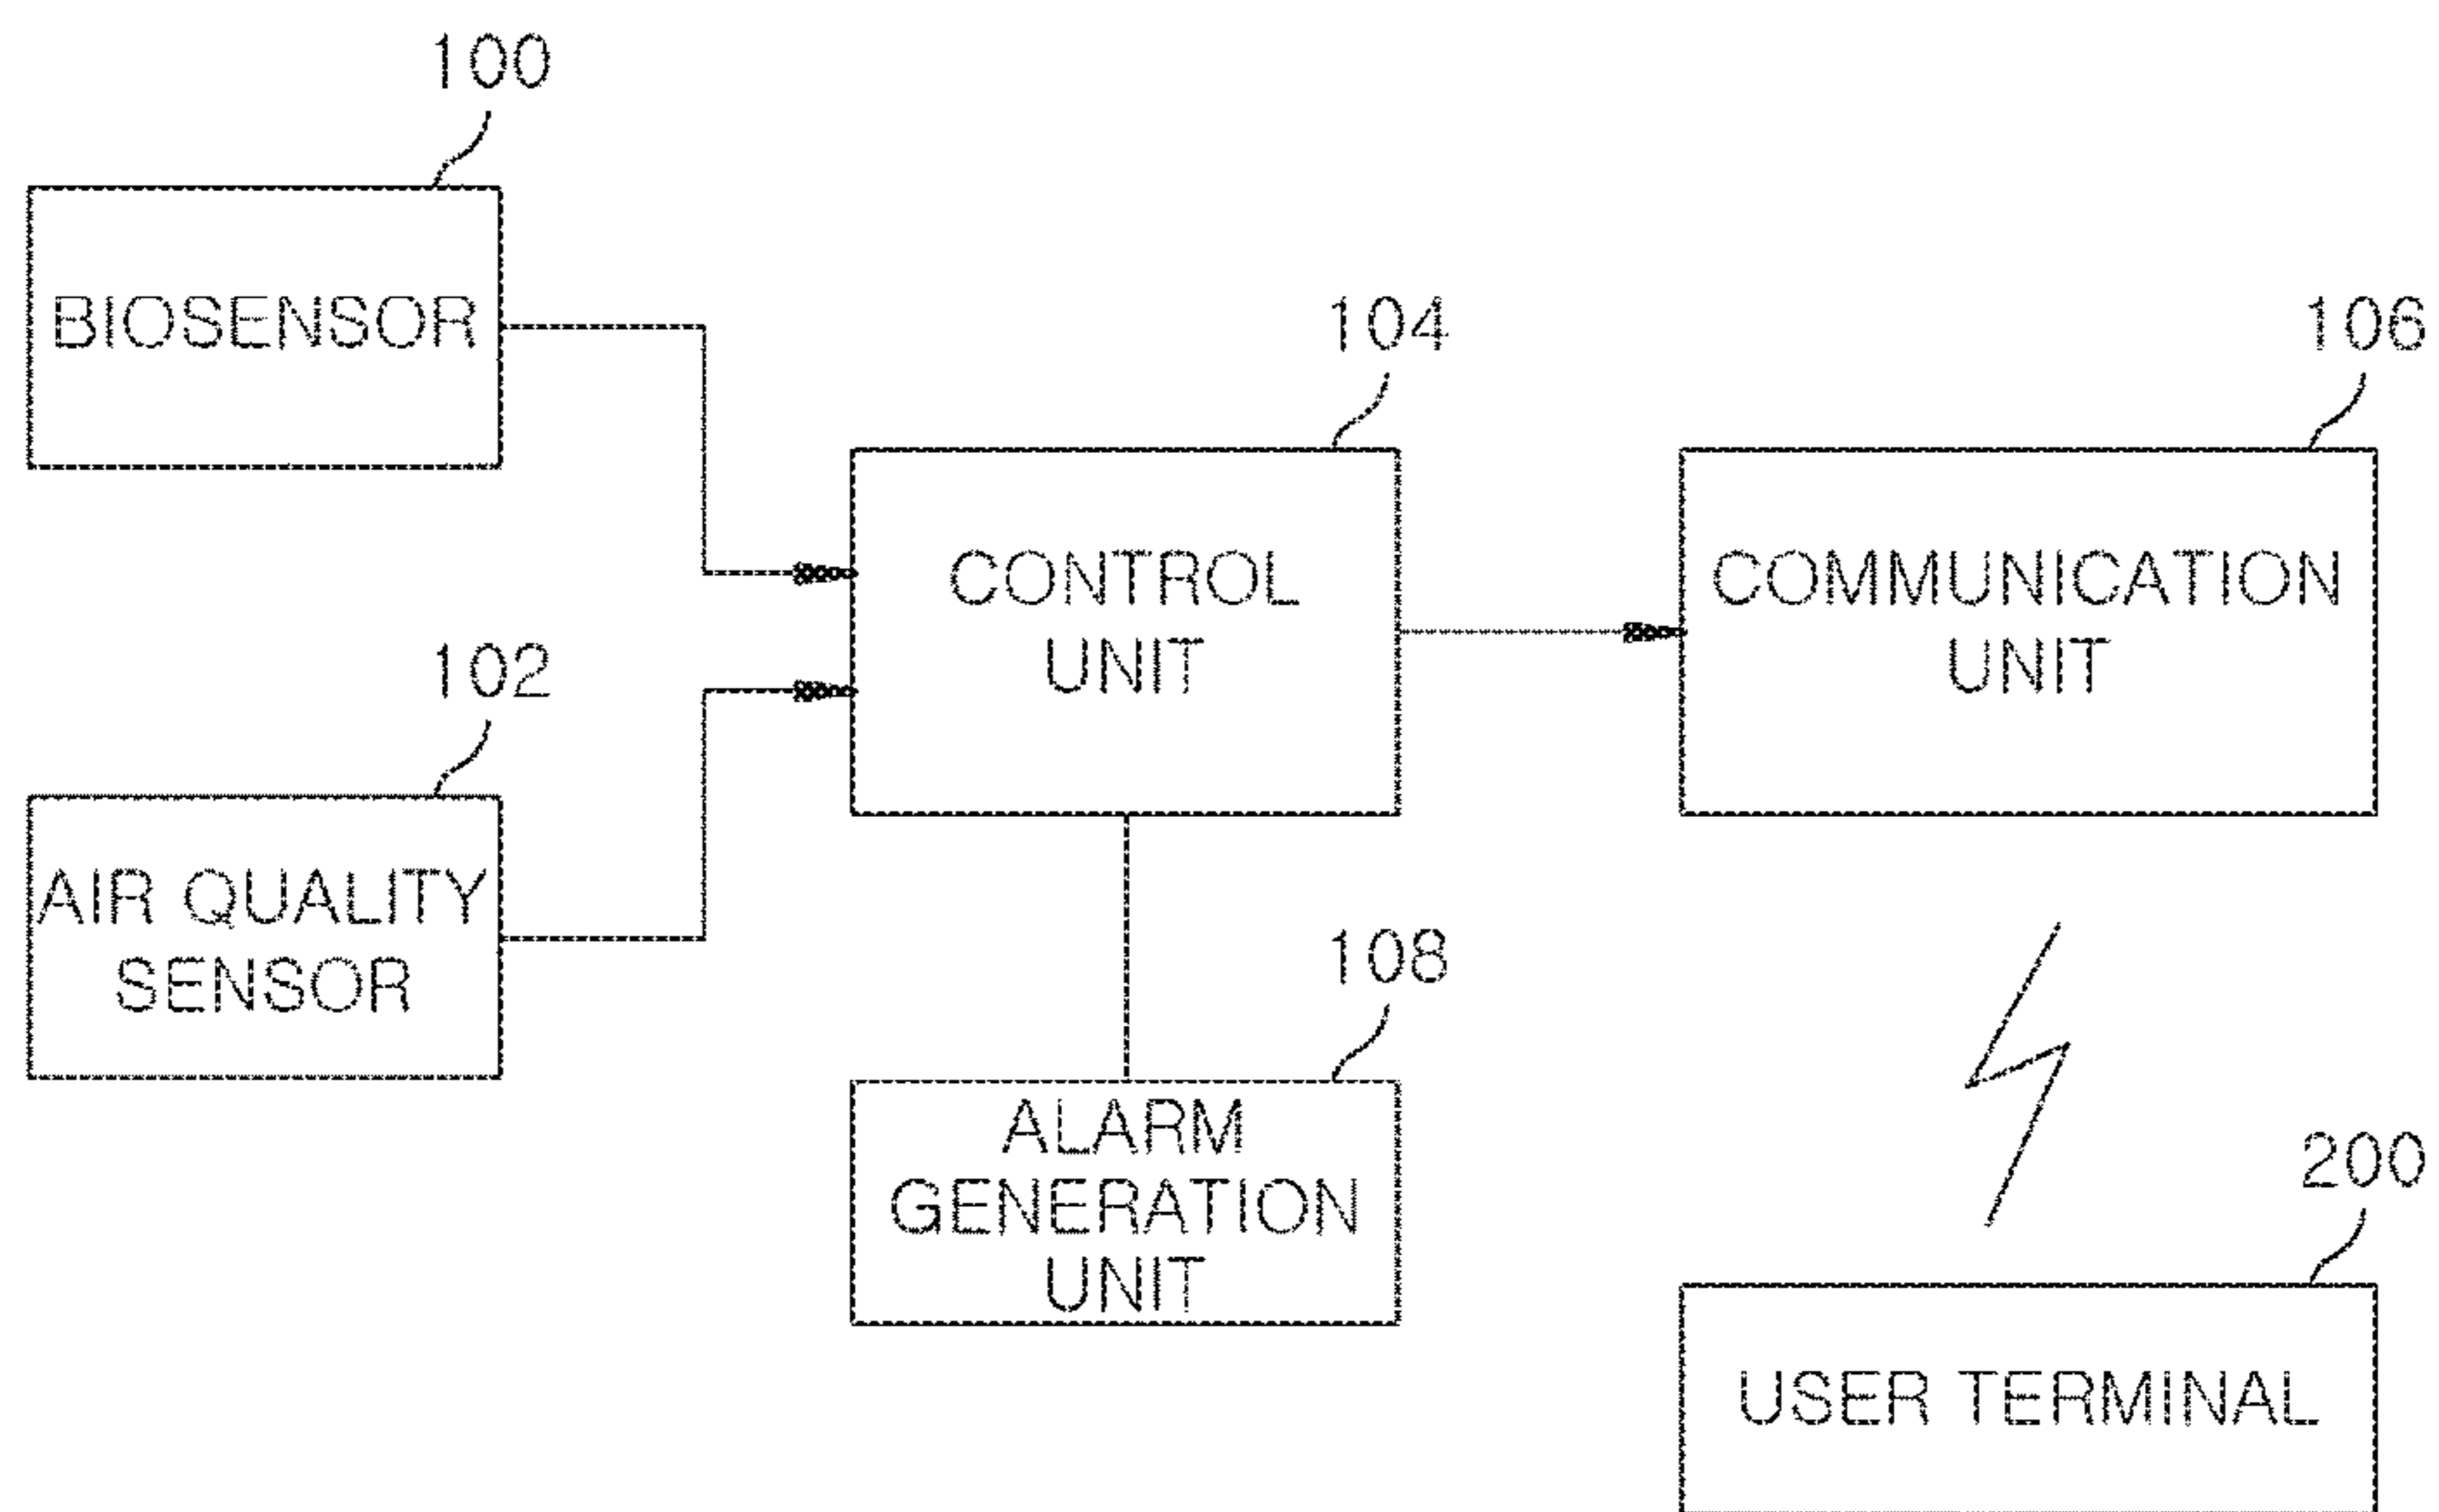 100
BIOSENSOR
104
106
CONTROL
UNIT
COMMUNICATION
UNIT
102
AIR QUALITY
SENSOR
108
ALARM
GENERATION
UNIT
200
USER TERMINAL